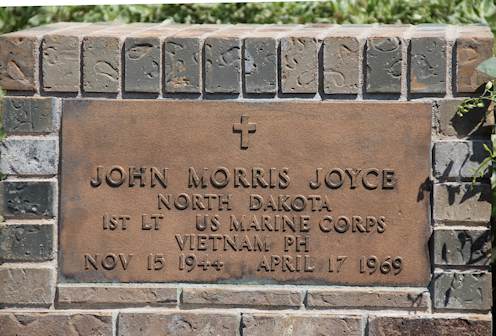 JOHN MORRIS JOYCE
NORTH DAKOTA
1ST LT US MARINE CORPS
VIETNAM PH
NOV 15 1944 APRIL 17 1969